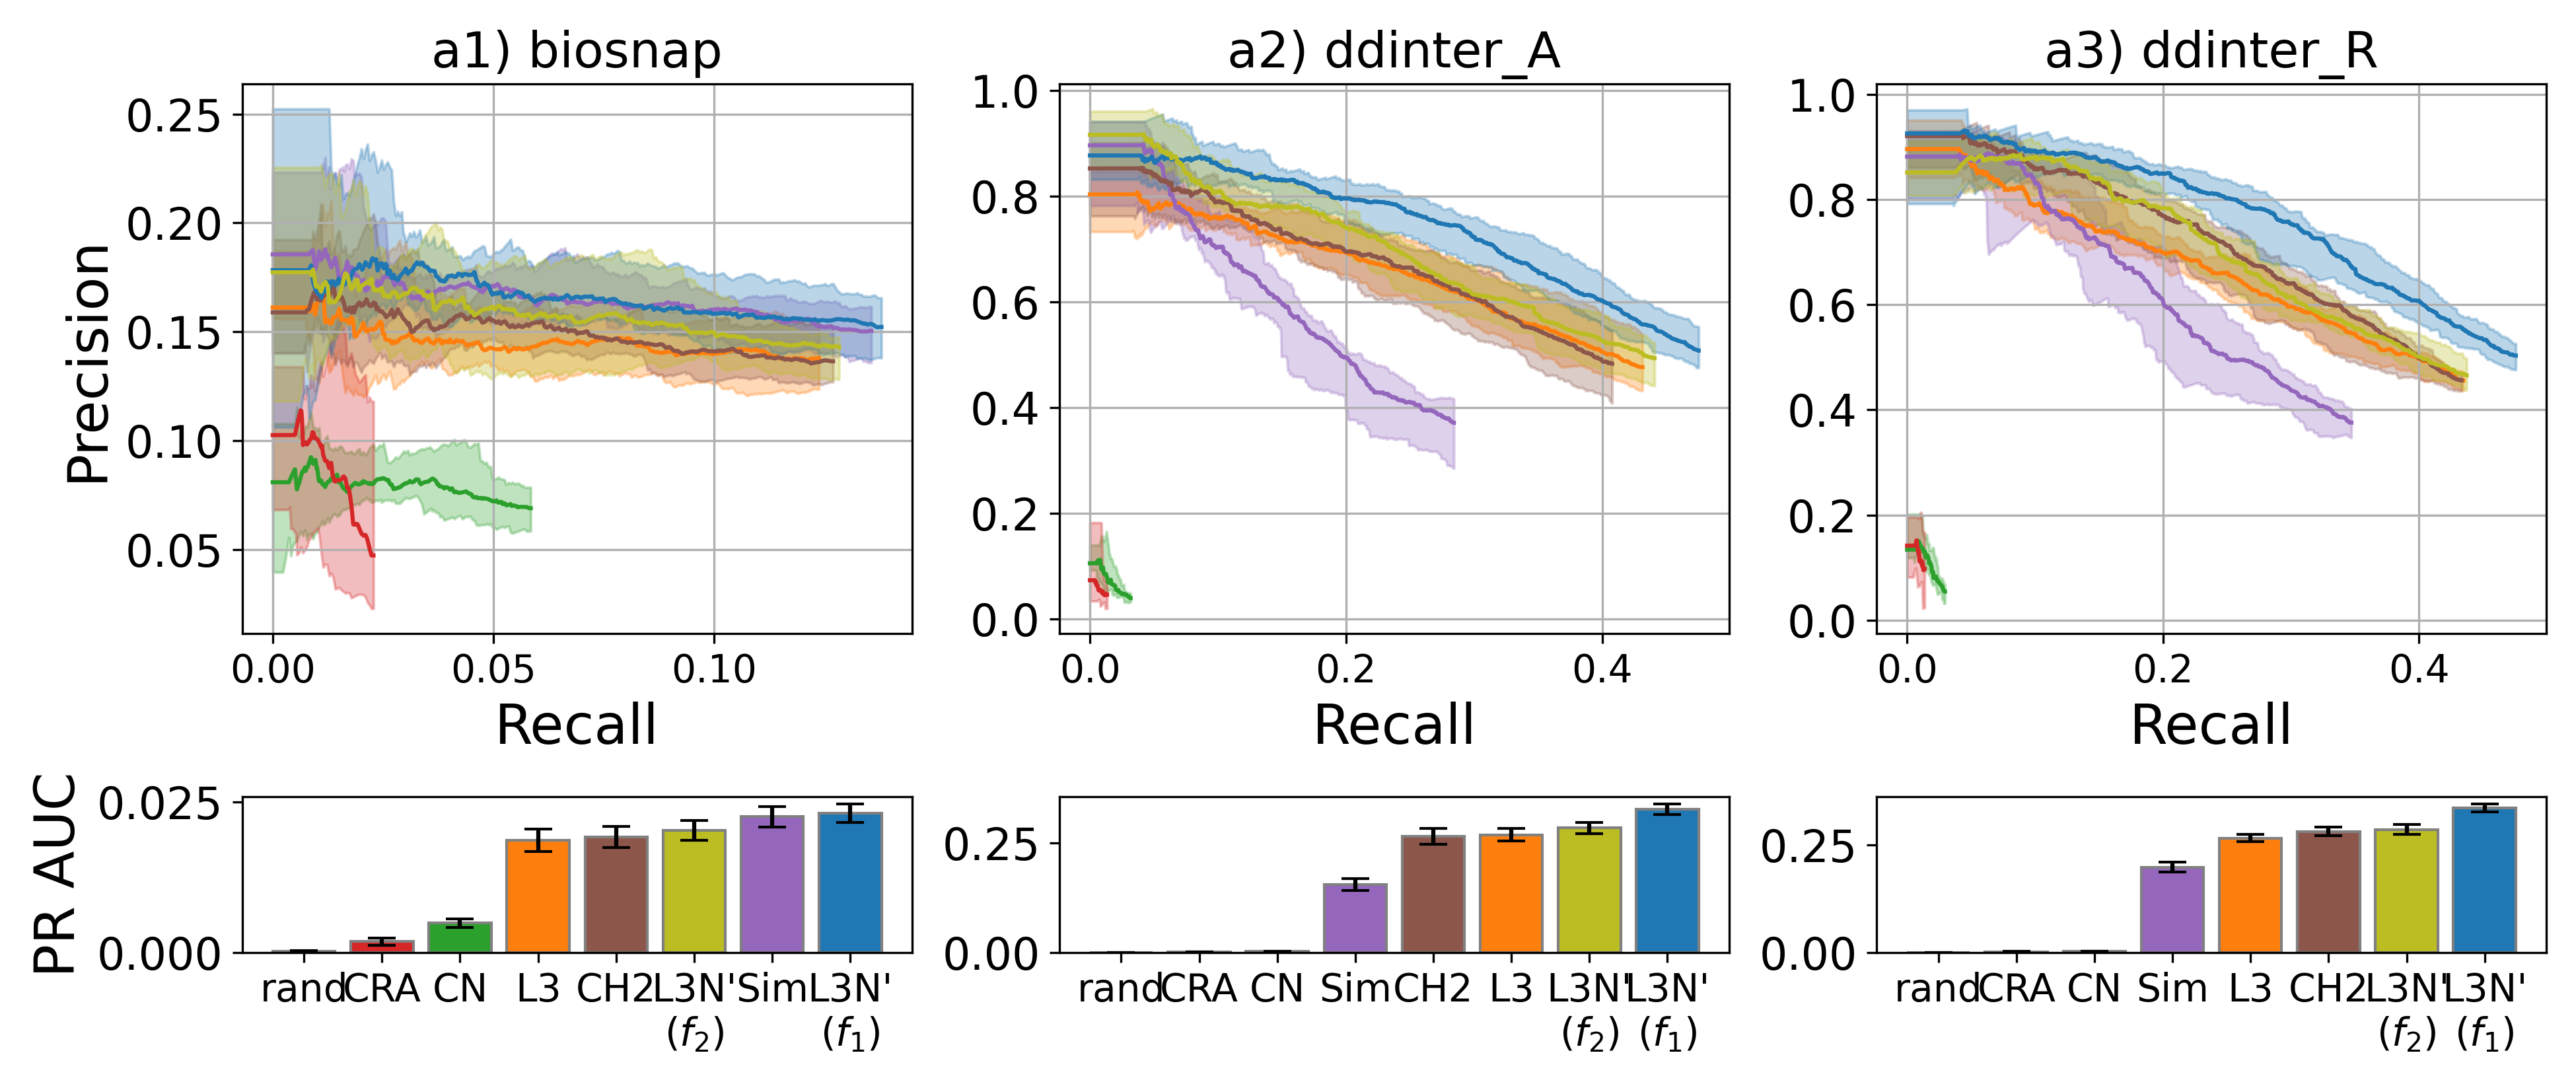 a1) biosnap
a2) ddinter_A
a3) ddinter_R
Precision
0.25
0.20
0.15
0.10
0.05
0.00 0.05 0.10
Recall
1.0
0.8
0.6
0.4
0.2
0.0
0.0 0.2 0.4
Recall
1.0
0.8
0.6
0.4
0.2
0.0
0.0 0.2 0.4
Recall
PR AUC
0.025
0.000
rand CRA CN L3 CH2 L3N' (f2) Sim L3N' (f1)
0.25
0.00
rand CRA CN Sim CH2 L3 L3N' (f2) L3N' (f1)
0.25
0.00
rand CRA CN Sim L3 CH2 L3N' (f2) L3N' (f1)